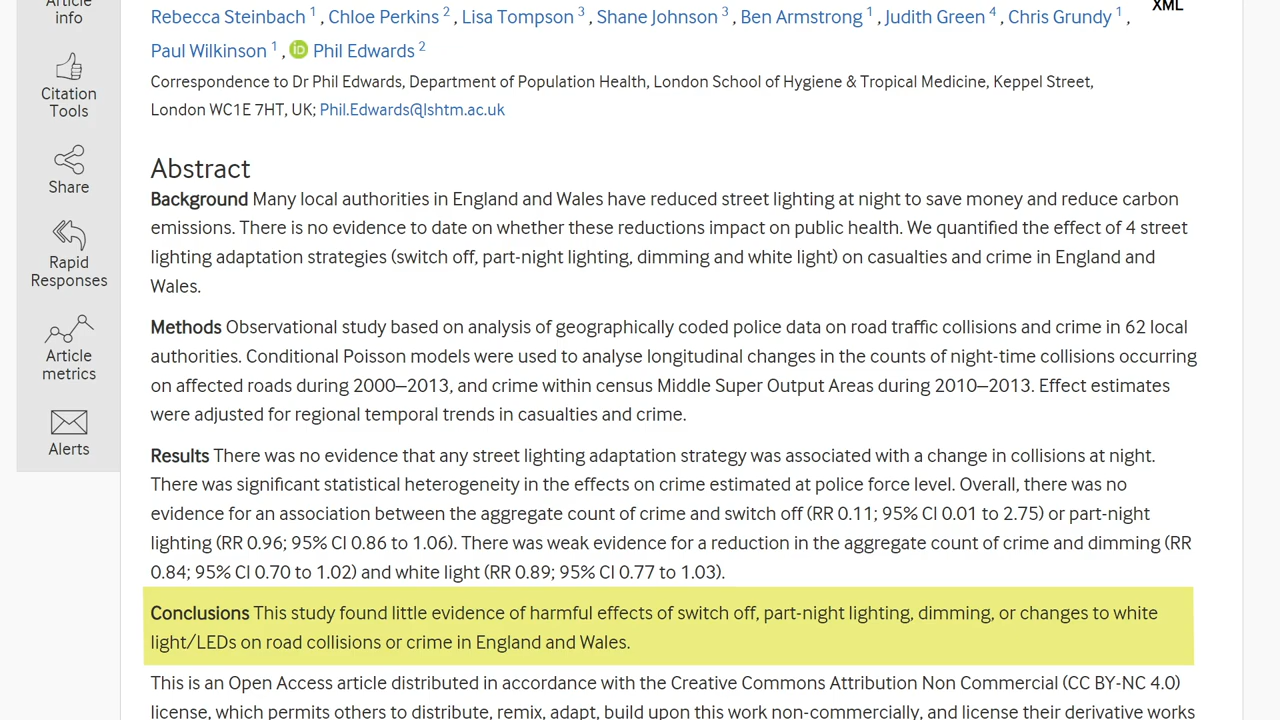 Article
info
Citation
Tools
Share
Rapid
Responses
Article
metrics
Alerts
XML
Rebecca Steinbach 1 , Chloe Perkins 2 , Lisa Tompson 3 , Shane Johnson 3 , Ben Armstrong 1 , Judith Green 4 , Chris Grundy 1 ,
Paul Wilkinson 1 , iD Phil Edwards 2
Correspondence to Dr Phil Edwards, Department of Population Health, London School of Hygiene & Tropical Medicine, Keppel Street,
London WC1E 7HT, UK; Phil.Edwards@lshtm.ac.uk
Abstract
Background Many local authorities in England and Wales have reduced street lighting at night to save money and reduce carbon
emissions. There is no evidence to date on whether these reductions impact on public health. We quantified the effect of 4 street
lighting adaptation strategies (switch off, part-night lighting, dimming and white light) on casualties and crime in England and
Wales.
Methods Observational study based on analysis of geographically coded police data on road traffic collisions and crime in 62 local
authorities. Conditional Poisson models were used to analyse longitudinal changes in the counts of night-time collisions occurring
on affected roads during 2000–2013, and crime within census Middle Super Output Areas during 2010–2013. Effect estimates
were adjusted for regional temporal trends in casualties and crime.
Results There was no evidence that any street lighting adaptation strategy was associated with a change in collisions at night.
There was significant statistical heterogeneity in the effects on crime estimated at police force level. Overall, there was no
evidence for an association between the aggregate count of crime and switch off (RR 0.11; 95% CI 0.01 to 2.75) or part-night
lighting (RR 0.96; 95% CI 0.86 to 1.06). There was weak evidence for a reduction in the aggregate count of crime and dimming (RR
0.84; 95% CI 0.70 to 1.02) and white light (RR 0.89; 95% CI 0.77 to 1.03).
Conclusions This study found little evidence of harmful effects of switch off, part-night lighting, dimming, or changes to white
light/LEDs on road collisions or crime in England and Wales.
This is an Open Access article distributed in accordance with the Creative Commons Attribution Non Commercial (CC BY-NC 4.0)
license, which permits others to distribute, remix, adapt, build upon this work non-commercially, and license their derivative works